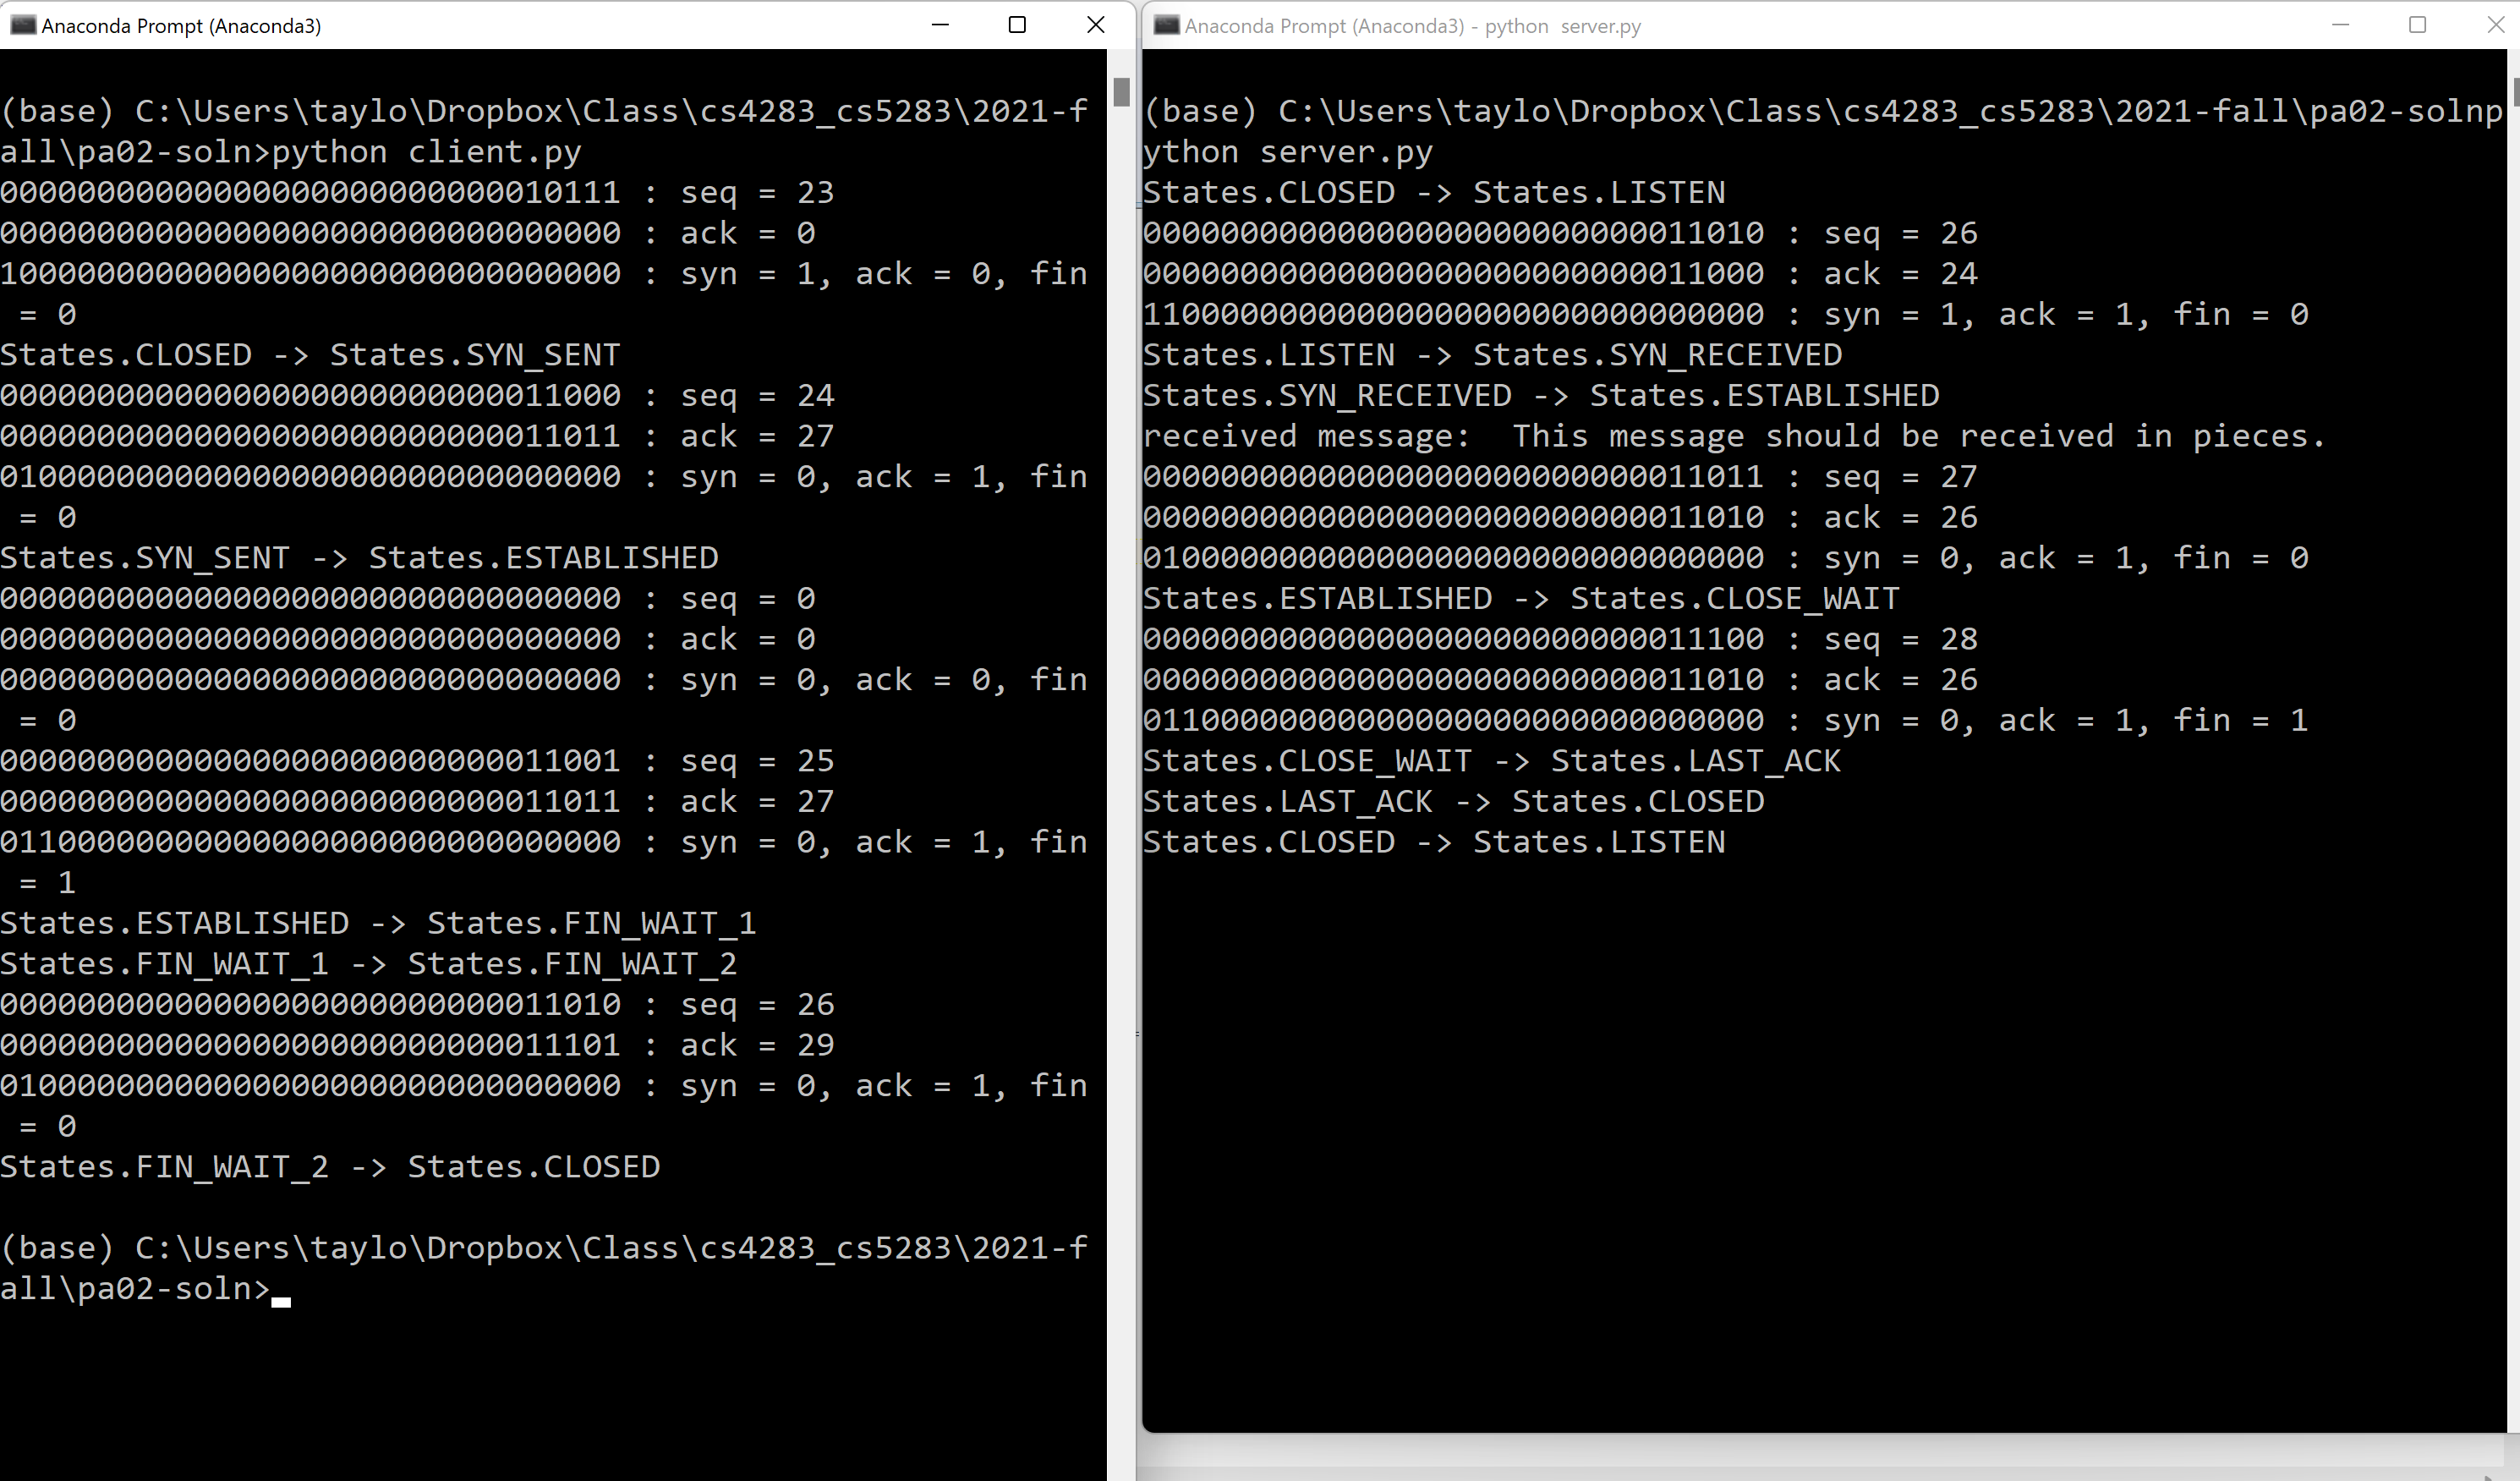 Anaconda Prompt (Anaconda3)
(base) C:\Users\taylo\Dropbox\Class\cs4283_cs5283\2021-f
all\pa02-soln>python client.py
00000000000000000000000000010111 : seq = 23
00000000000000000000000000000000 : ack = 0
10000000000000000000000000000000 : syn = 1, ack = 0, fin
 = 0
States.CLOSED -> States.SYN_SENT
00000000000000000000000000011000 : seq = 24
00000000000000000000000000011011 : ack = 27
01000000000000000000000000000000 : syn = 0, ack = 1, fin
 = 0
States.SYN_SENT -> States.ESTABLISHED
00000000000000000000000000000000 : seq = 0
00000000000000000000000000000000 : ack = 0
00000000000000000000000000000000 : syn = 0, ack = 0, fin
 = 0
00000000000000000000000000011001 : seq = 25
00000000000000000000000000011011 : ack = 27
01100000000000000000000000000000 : syn = 0, ack = 1, fin
 = 1
States.ESTABLISHED -> States.FIN_WAIT_1
States.FIN_WAIT_1 -> States.FIN_WAIT_2
00000000000000000000000000011010 : seq = 26
00000000000000000000000000011101 : ack = 29
01000000000000000000000000000000 : syn = 0, ack = 1, fin
 = 0
States.FIN_WAIT_2 -> States.CLOSED
(base) C:\Users\taylo\Dropbox\Class\cs4283_cs5283\2021-f
all\pa02-soln>
Anaconda Prompt (Anaconda3) - python  server.py
(base) C:\Users\taylo\Dropbox\Class\cs4283_cs5283\2021-fall\pa02-solnp
ython server.py
States.CLOSED -> States.LISTEN
00000000000000000000000000011010 : seq = 26
00000000000000000000000000011000 : ack = 24
11000000000000000000000000000000 : syn = 1, ack = 1, fin = 0
States.LISTEN -> States.SYN_RECEIVED
States.SYN_RECEIVED -> States.ESTABLISHED
received message:  This message should be received in pieces.
00000000000000000000000000011011 : seq = 27
00000000000000000000000000011010 : ack = 26
01000000000000000000000000000000 : syn = 0, ack = 1, fin = 0
States.ESTABLISHED -> States.CLOSE_WAIT
00000000000000000000000000011100 : seq = 28
00000000000000000000000000011010 : ack = 26
01100000000000000000000000000000 : syn = 0, ack = 1, fin = 1
States.CLOSE_WAIT -> States.LAST_ACK
States.LAST_ACK -> States.CLOSED
States.CLOSED -> States.LISTEN